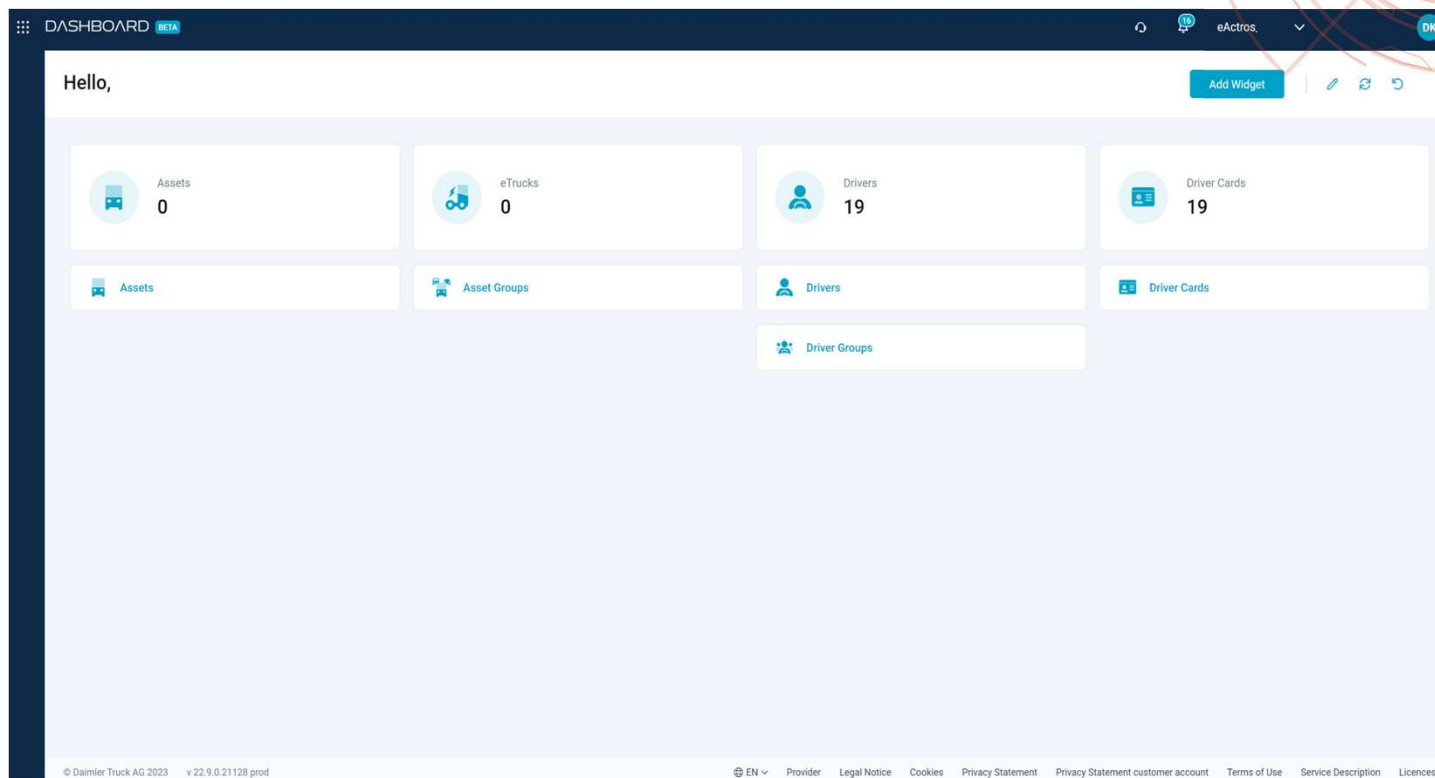 DASHBOARD BETA 16 eActros, DK
Hello,
Add Widget
Assets
0
eTrucks
0
Drivers
19
Driver Cards
19
Assets
Asset Groups
Drivers
Driver Cards
Driver Groups
© Daimler Truck AG 2023 v 22.9.0.21128 prod EN Provider Legal Notice Cookies Privacy Statement Privacy Statement customer account Terms of Use Service Description Licences